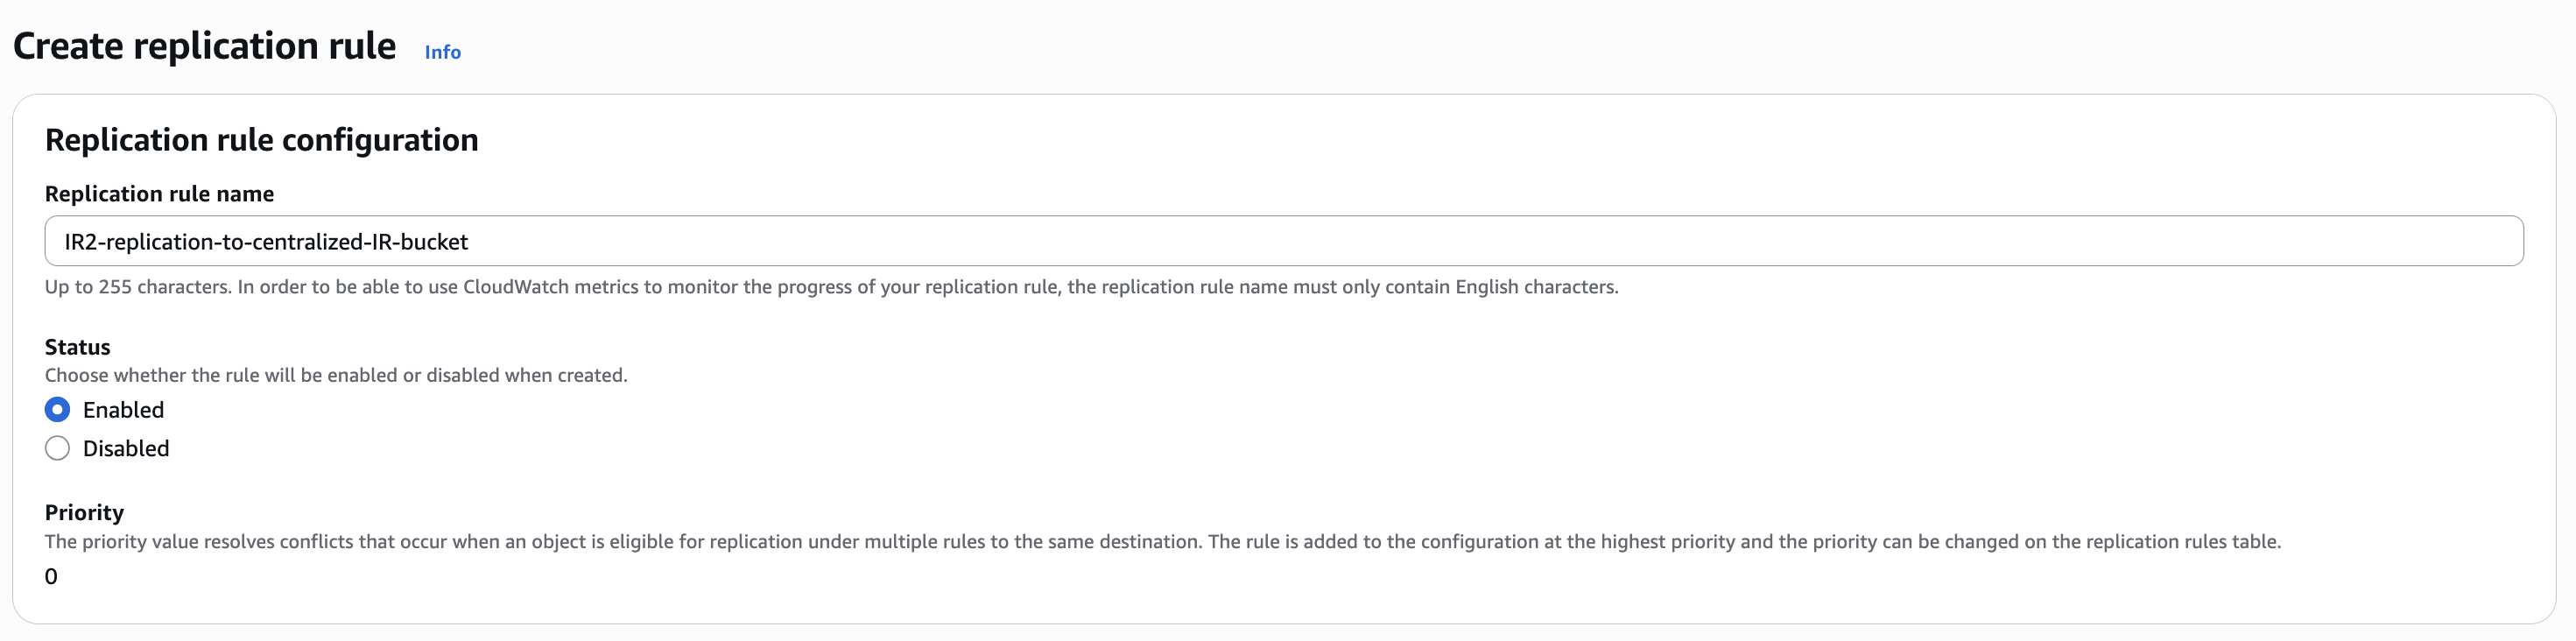 Create replication rule Info
Replication rule configuration
Replication rule name
IR2-replication-to-centralized-IR-bucket
Up to 255 characters. In order to be able to use CloudWatch metrics to monitor the progress of your replication rule, the replication rule name must only contain English characters.
Status
Choose whether the rule will be enabled or disabled when created.
Enabled
Disabled
Priority
The priority value resolves conflicts that occur when an object is eligible for replication under multiple rules to the same destination. The rule is added to the configuration at the highest priority and the priority can be changed on the replication rules table.
0